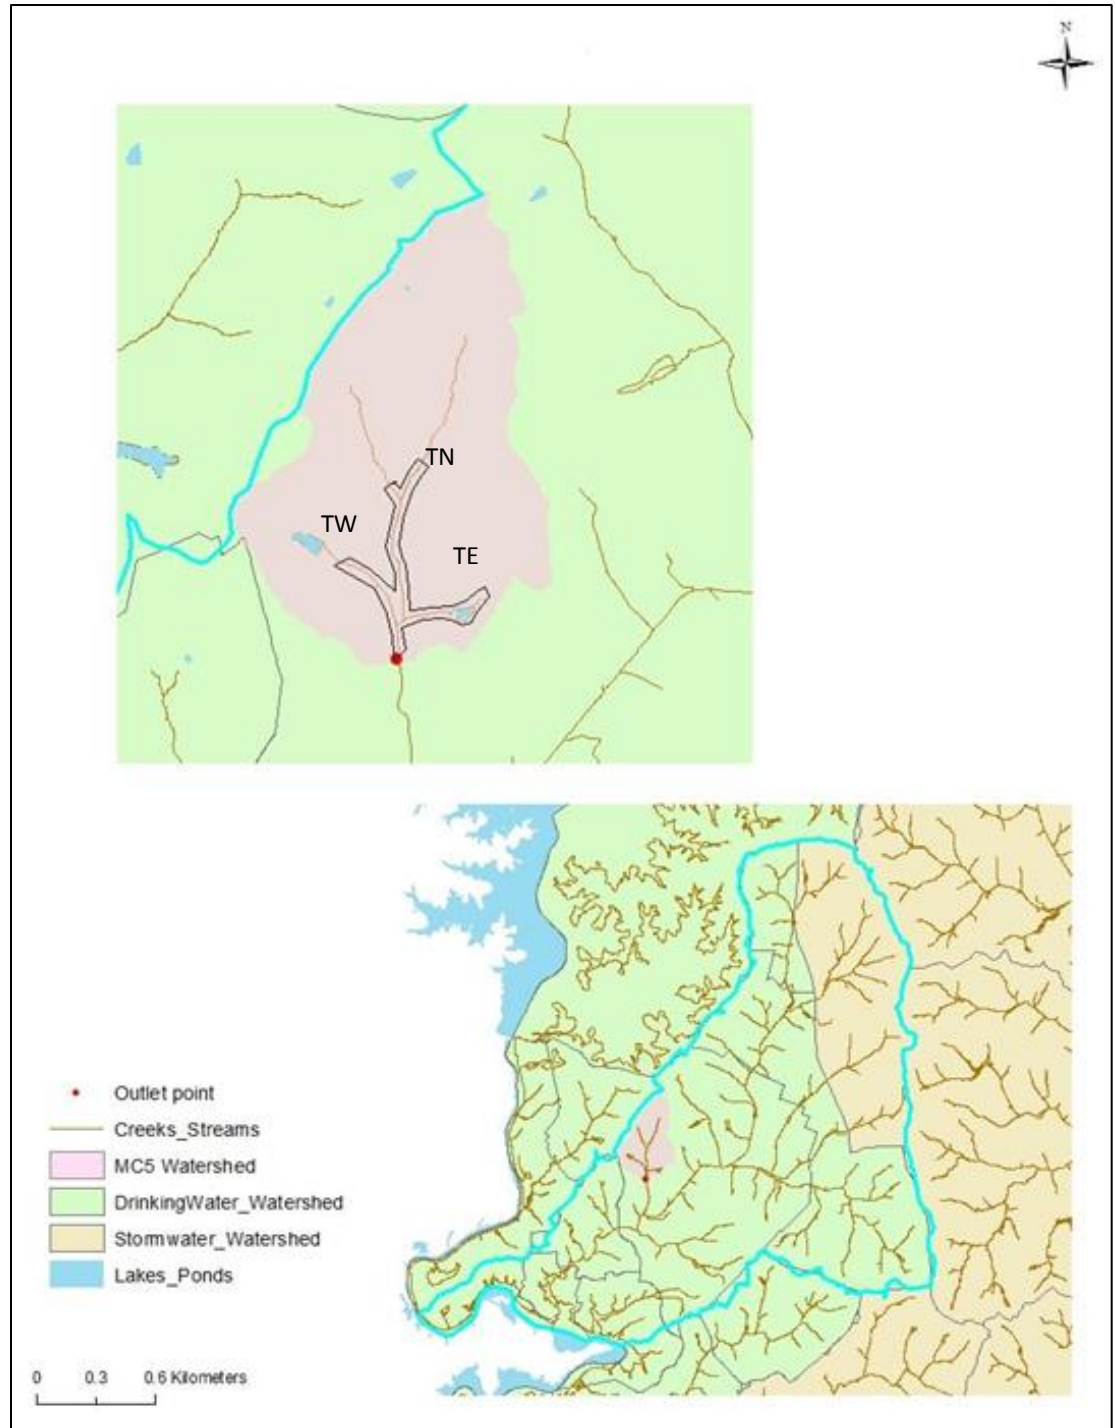 N
TN
TW
TE
Outlet point
Creeks_Streams
MC5 Watershed
DrinkingWater_Watershed
Stormwater_Watershed
Lakes_Ponds
0 0.3 0.6 Kilometers